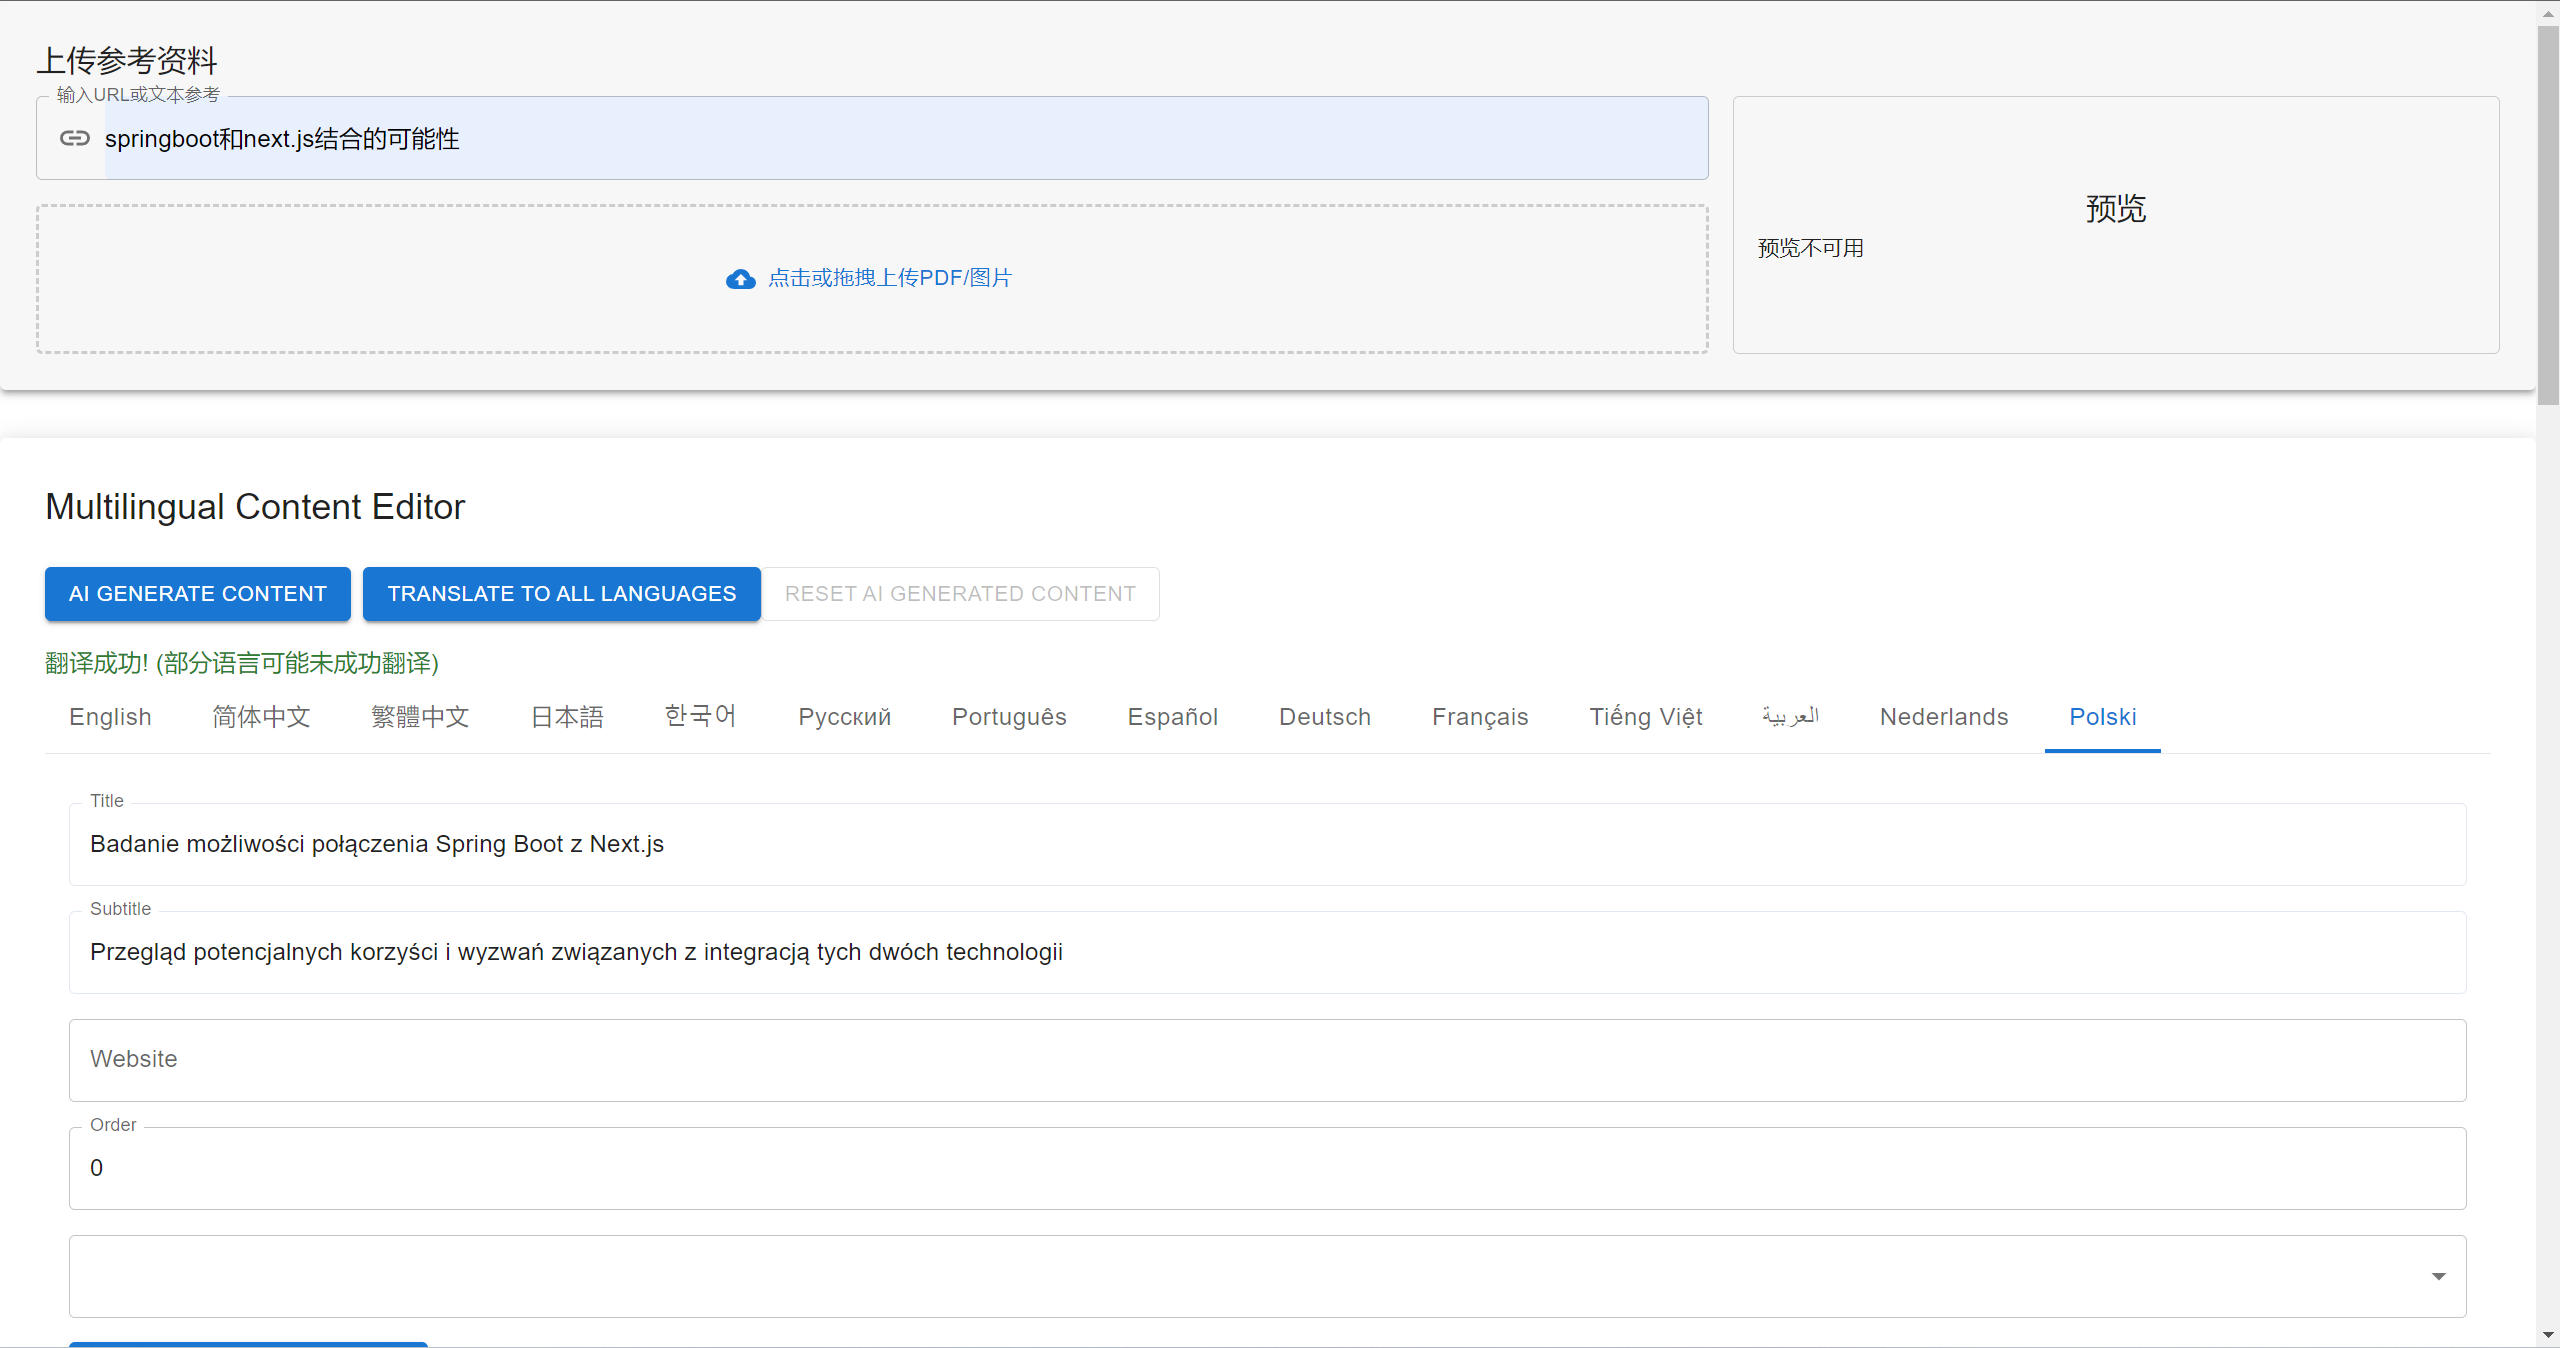 上传参考资料
输入URL或文本参考
springboot和next.js结合的可能性
点击或拖拽上传PDF/图片
预览
预览不可用
Multilingual Content Editor
AI GENERATE CONTENT TRANSLATE TO ALL LANGUAGES RESET AI GENERATED CONTENT
翻译成功! (部分语言可能未成功翻译)
English 简体中文 繁體中文 日本語 한국어 Русский Português Español Deutsch Français Tiếng Việt العربية Nederlands Polski
Title
Badanie możliwości połączenia Spring Boot z Next.js
Subtitle
Przegląd potencjalnych korzyści i wyzwań związanych z integracją tych dwóch technologii
Website
Order
0